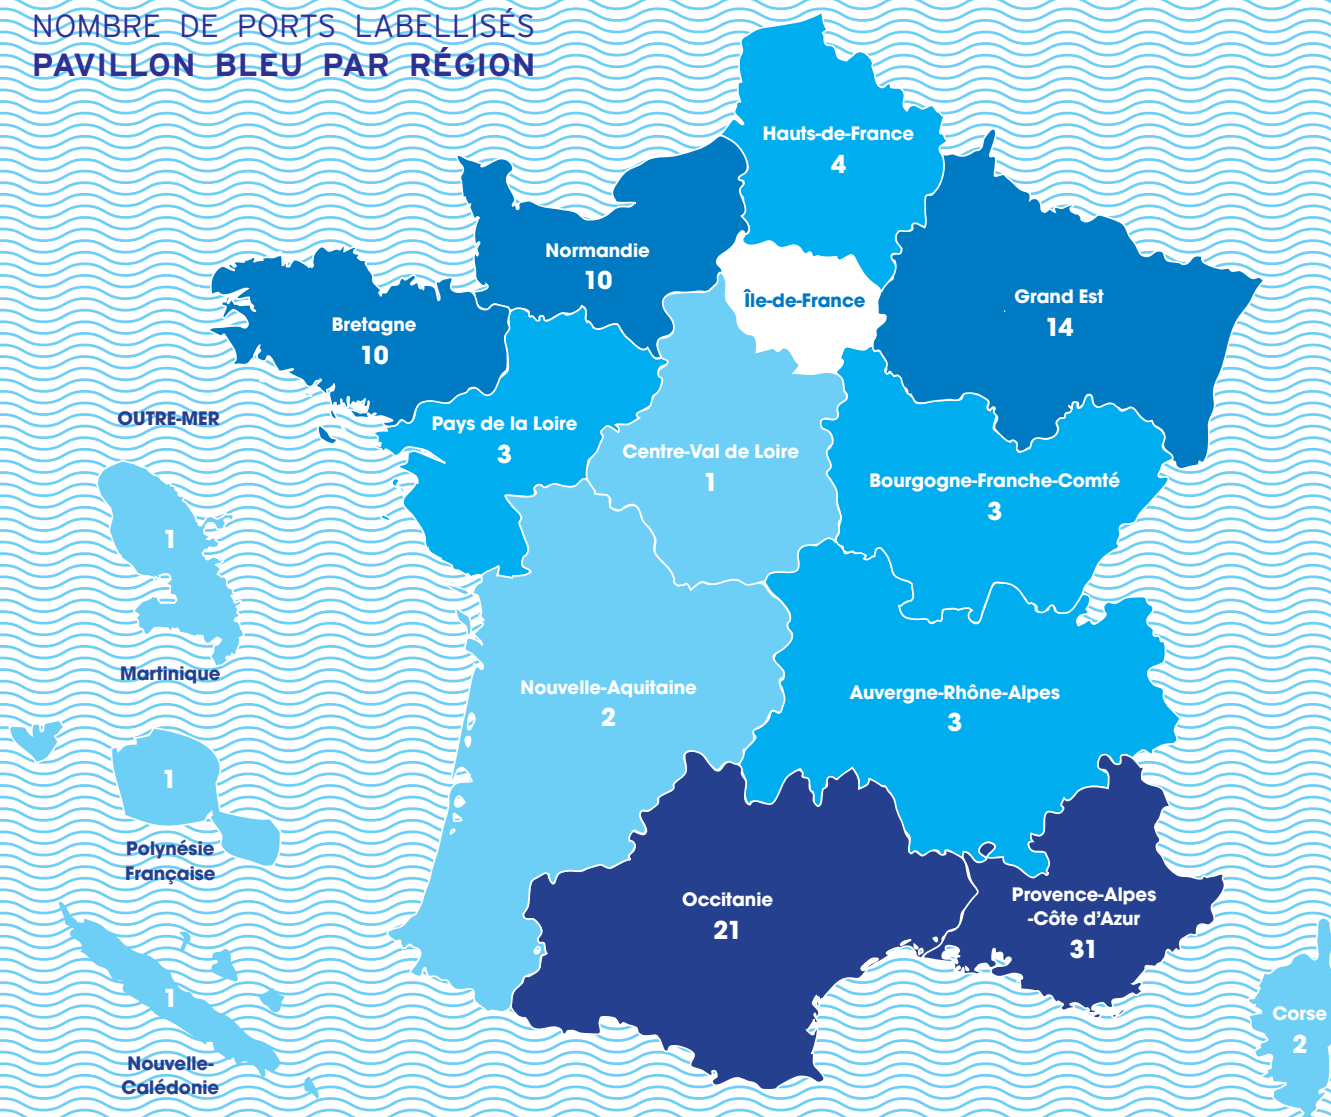 NOMBRE DE PORTS LABELLISÉS
PAVILLON BLEU PAR RÉGION
Hauts-de-France
4
Normandie
10
Île-de-France
Grand Est
14
Bretagne
10
OUTRE-MER
Pays de la Loire
3
Centre-Val de Loire
1
Bourgogne-Franche-Comté
3
1
Martinique
Nouvelle-Aquitaine
2
Auvergne-Rhône-Alpes
3
1
Polynésie
Française
Occitanie
21
Provence-Alpes
-Côte d'Azur
31
1
Nouvelle-
Calédonie
Corse
2